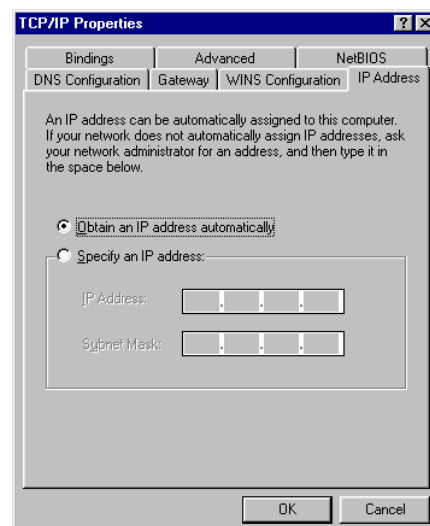 TCP/IP Properties
Bindings Advanced NetBIOS
DNS Configuration Gateway WINS Configuration IP Address
An IP address can be automatically assigned to this computer.
If your network does not automatically assign IP addresses, ask
your network administrator for an address, and then type it in
the space below.
Obtain an IP address automatically
Specify an IP address:
IP Address:
Subnet Mask:
OK Cancel